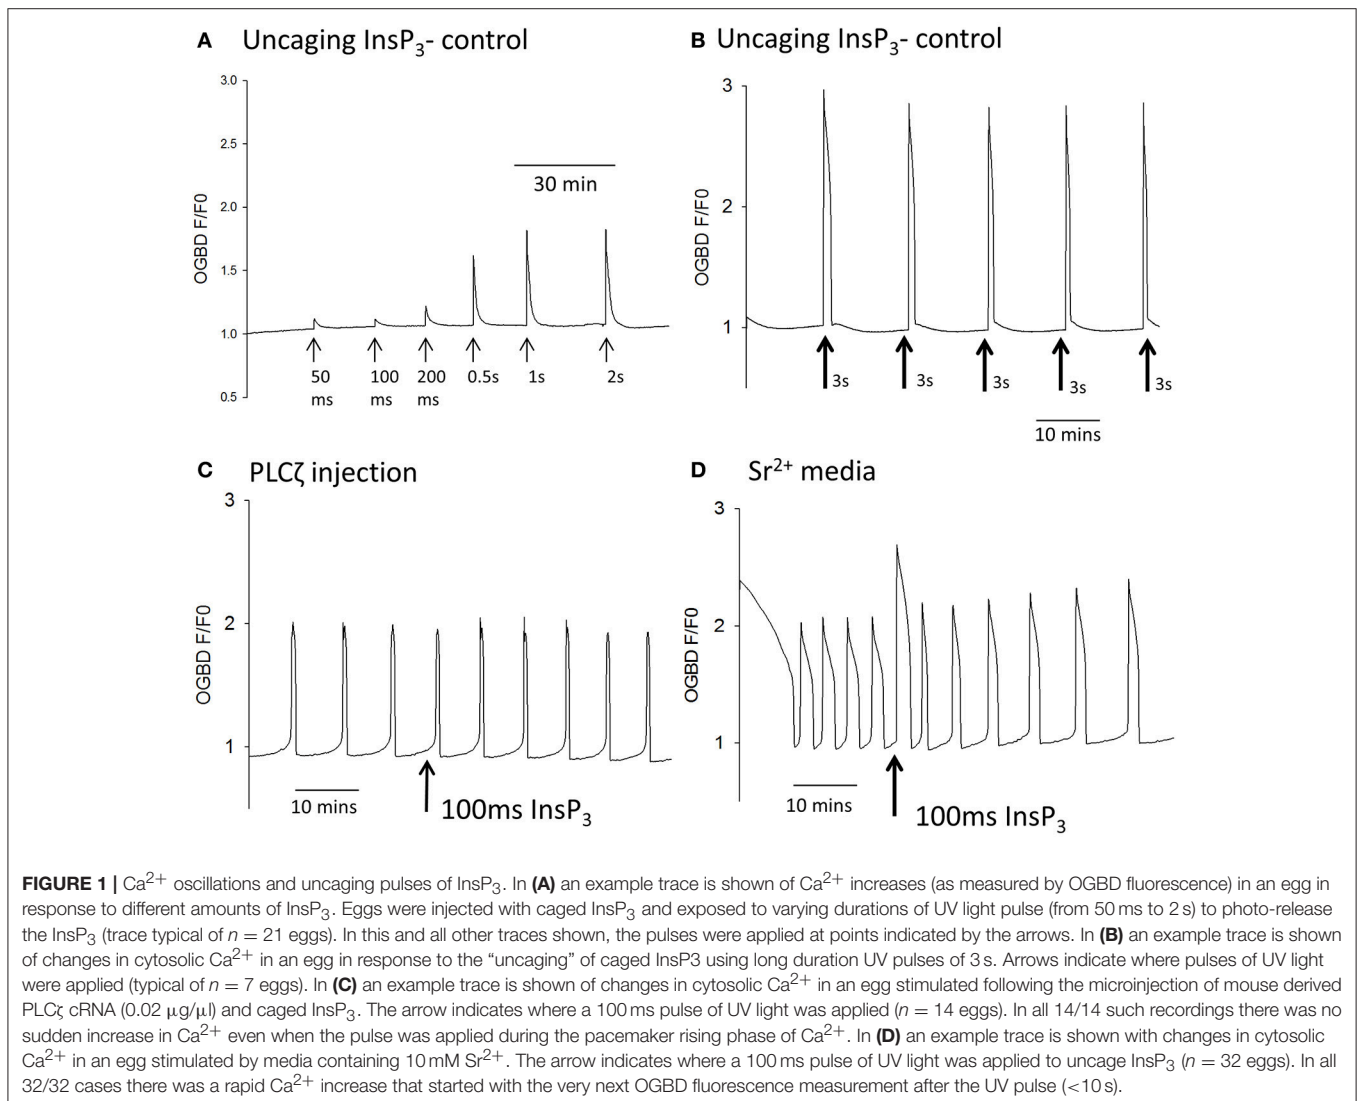 A Uncaging InsP₃- control
3.0
2.5
2.0
1.5
1.0
0.5
OGBD F/F0
30 min
50 ms
100 ms
200 ms
0.5s
1s
2s
B Uncaging InsP₃- control
3
2
1
OGBD F/F0
3s
3s
3s
3s
3s
10 mins
C PLCζ injection
3
2
1
OGBD F/F0
10 mins
100ms InsP₃
D Sr²⁺ media
3
2
1
OGBD F/F0
10 mins
100ms InsP₃
FIGURE 1 | Ca²⁺ oscillations and uncaging pulses of InsP₃. In (A) an example trace is shown of Ca²⁺ increases (as measured by OGBD fluorescence) in an egg in
response to different amounts of InsP₃. Eggs were injected with caged InsP₃ and exposed to varying durations of UV light pulse (from 50 ms to 2 s) to photo-release
the InsP₃ (trace typical of n = 21 eggs). In this and all other traces shown, the pulses were applied at points indicated by the arrows. In (B) an example trace is shown
of changes in cytosolic Ca²⁺ in an egg in response to the “uncaging” of caged InsP3 using long duration UV pulses of 3 s. Arrows indicate where pulses of UV light
were applied (typical of n = 7 eggs). In (C) an example trace is shown of changes in cytosolic Ca²⁺ in an egg stimulated following the microinjection of mouse derived
PLCζ cRNA (0.02 μg/μl) and caged InsP₃. The arrow indicates where a 100 ms pulse of UV light was applied (n = 14 eggs). In all 14/14 such recordings there was no
sudden increase in Ca²⁺ even when the pulse was applied during the pacemaker rising phase of Ca²⁺. In (D) an example trace is shown with changes in cytosolic
Ca²⁺ in an egg stimulated by media containing 10 mM Sr²⁺. The arrow indicates where a 100 ms pulse of UV light was applied to uncage InsP₃ (n = 32 eggs). In all
32/32 cases there was a rapid Ca²⁺ increase that started with the very next OGBD fluorescence measurement after the UV pulse (<10 s).